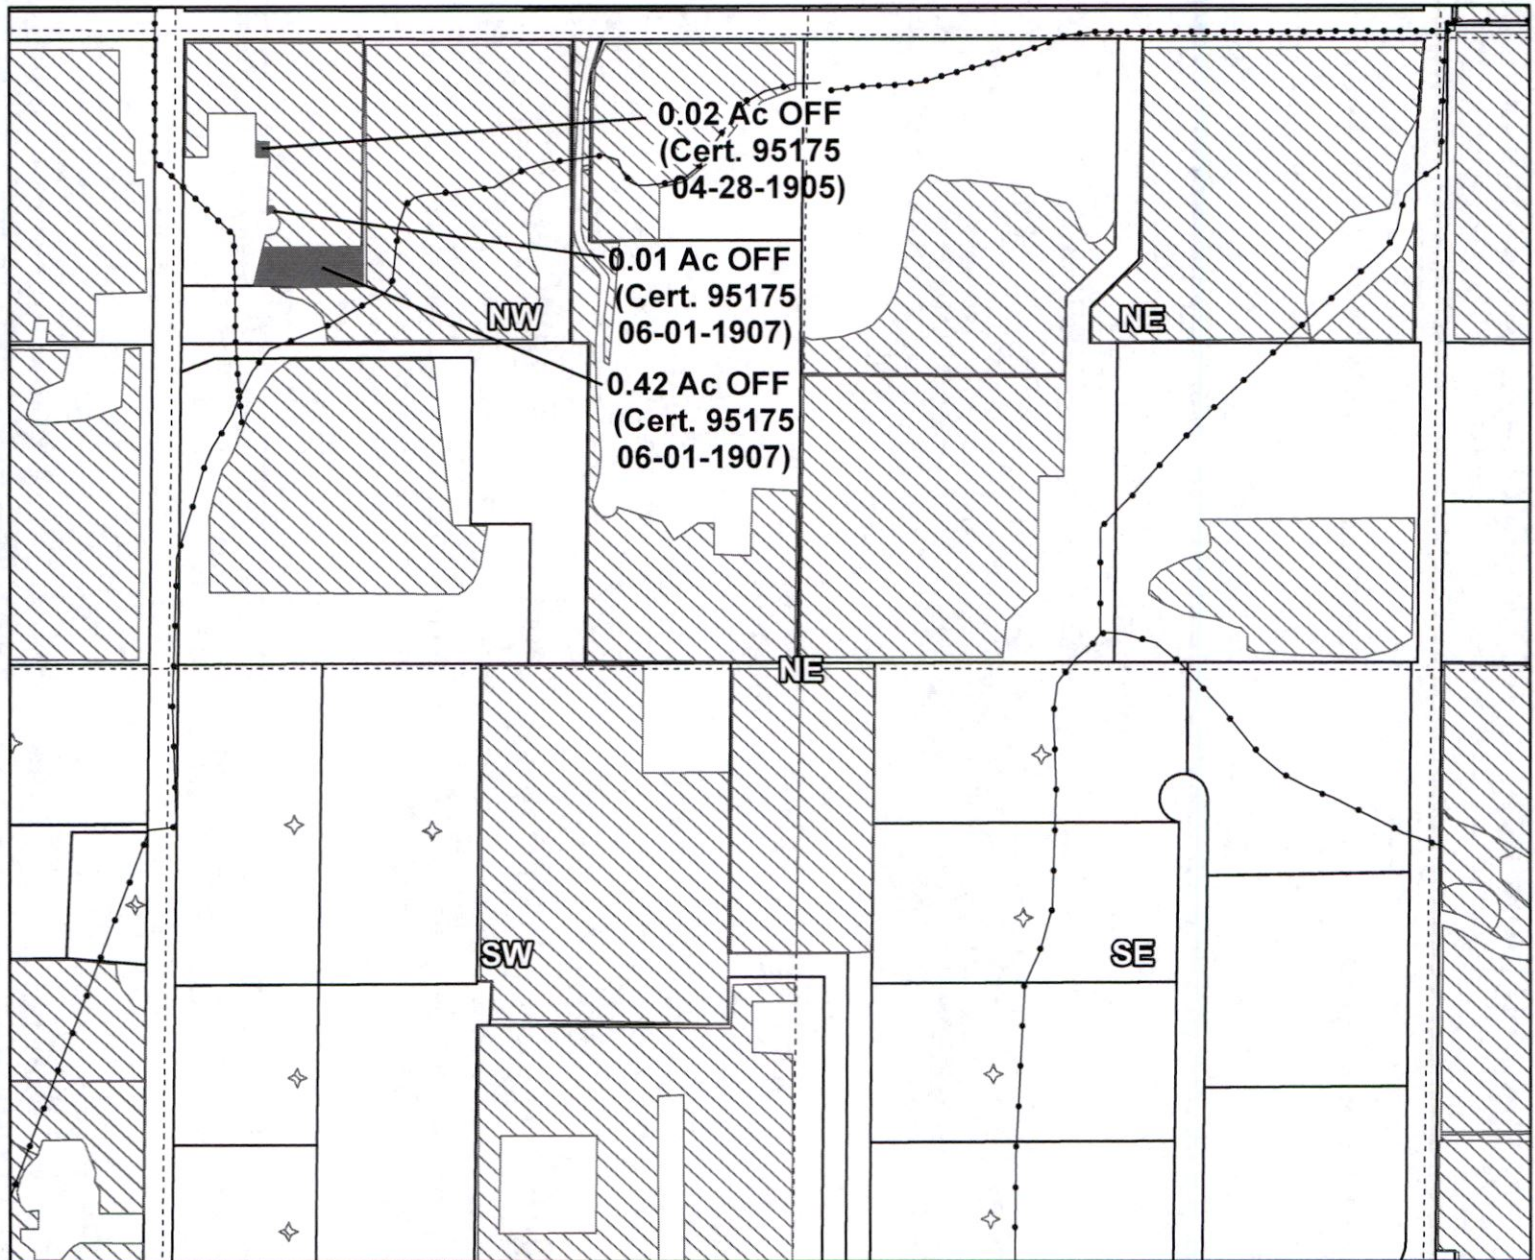 0.02 Ac OFF
(Cert. 95175
04-28-1905)
0.01 Ac OFF
(Cert. 95175
06-01-1907)
NW
NE
0.42 Ac OFF
(Cert. 95175
06-01-1907)
NE
SW
SE